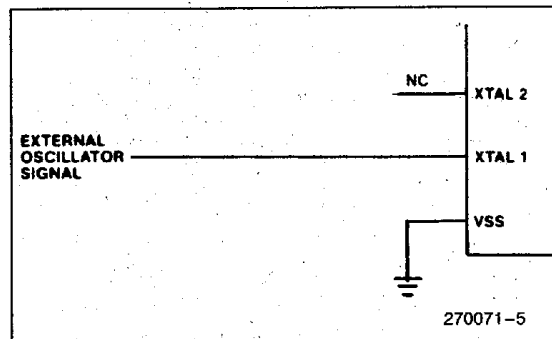 NC
XTAL 2
EXTERNAL
OSCILLATOR
SIGNAL
XTAL 1
VSS
270071-5